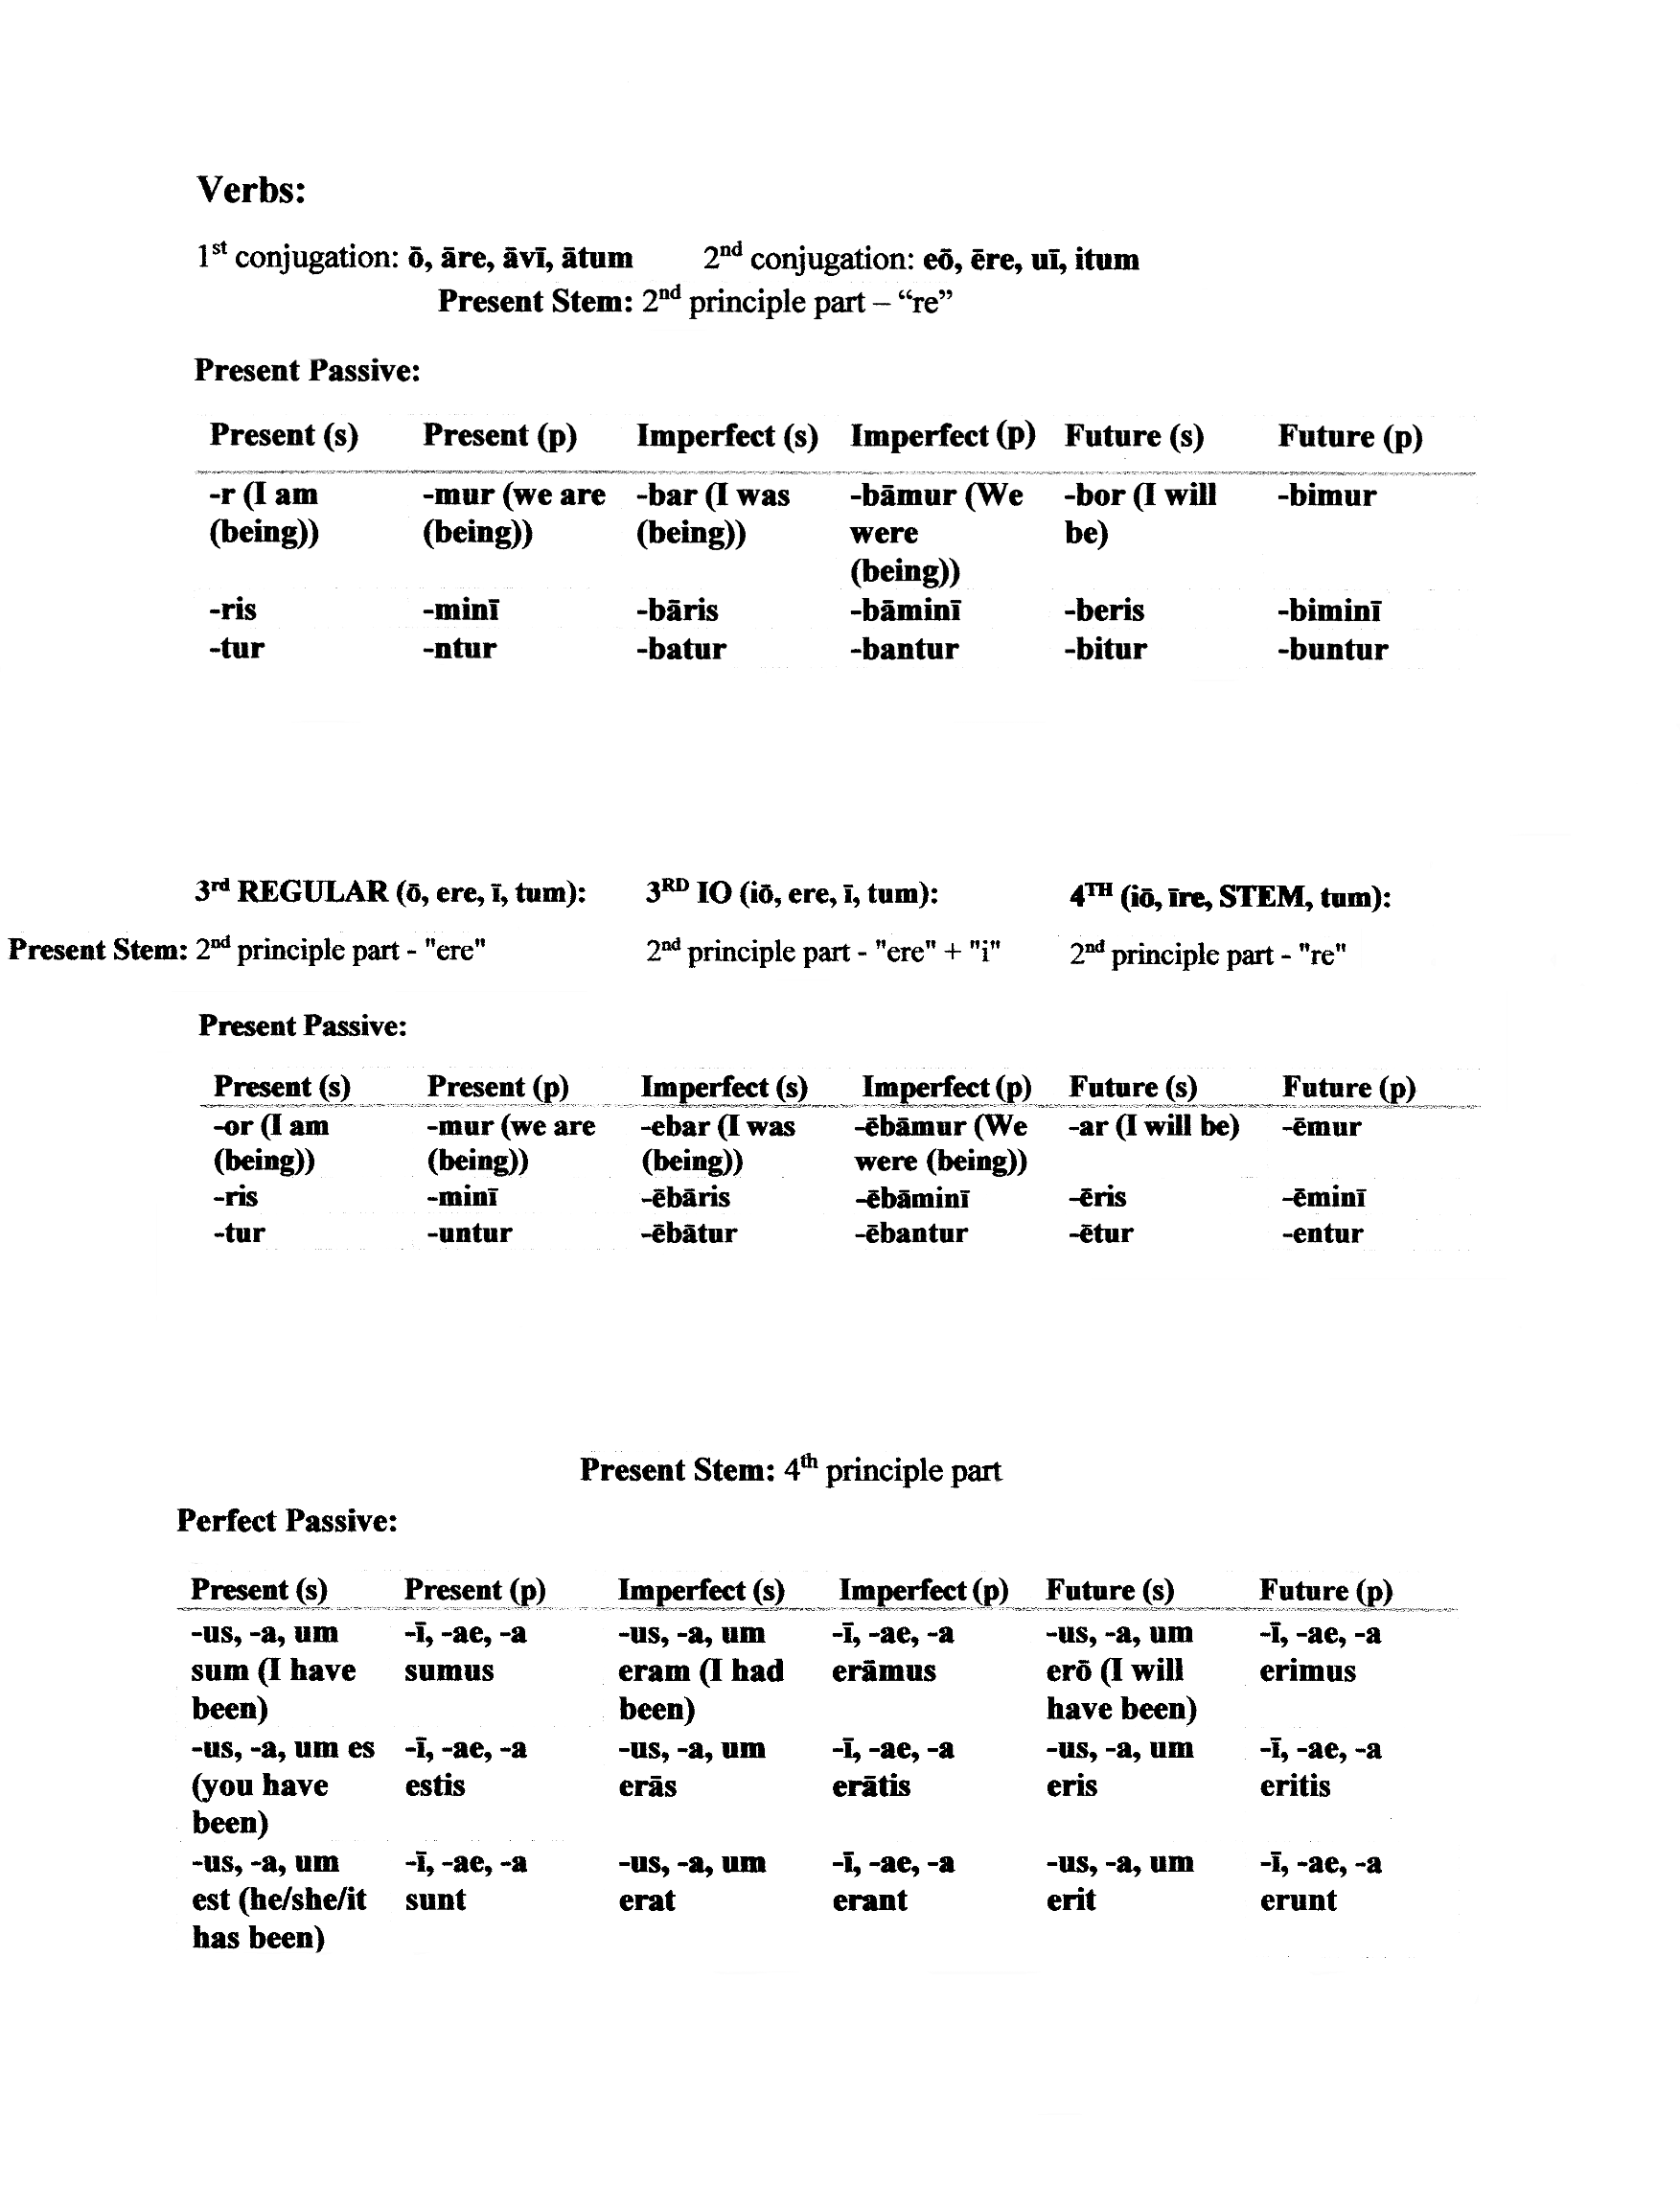 Verbs:
1st conjugation: ō, āre, āvī, ātum 2nd conjugation: eō, ēre, uī, itum
Present Stem: 2nd principle part – “re”
Present Passive:
Present (s) Present (p) Imperfect (s) Imperfect (p) Future (s) Future (p)
-r (I am -mur (we are -bar (I was -bāmur (We -bor (I will -bimur
(being)) (being)) (being)) were be)
(being))
-ris -minī -bāris -bāminī -beris -biminī
-tur -ntur -batur -bantur -bitur -buntur
3rd REGULAR (ō, ere, ī, tum): 3RD IO (iō, ere, ī, tum): 4TH (iō, īre, STEM, tum):
Present Stem: 2nd principle part - "ere" 2nd principle part - "ere" + "i" 2nd principle part - "re"
Present Passive:
Present (s) Present (p) Imperfect (s) Imperfect (p) Future (s) Future (p)
-or (I am -mur (we are -ebar (I was -ēbāmur (We -ar (I will be) -ēmur
(being)) (being)) (being)) were (being))
-ris -minī -ēbāris -ēbāminī -ēris -ēminī
-tur -untur -ēbātur -ēbantur -ētur -entur
Present Stem: 4th principle part
Perfect Passive:
Present (s) Present (p) Imperfect (s) Imperfect (p) Future (s) Future (p)
-us, -a, um -ī, -ae, -a -us, -a, um -ī, -ae, -a -us, -a, um -ī, -ae, -a
sum (I have sumus eram (I had erāmus erō (I will erimus
been) been) have been)
-us, -a, um es -ī, -ae, -a -us, -a, um -ī, -ae, -a -us, -a, um -ī, -ae, -a
(you have estis erās erātis eris eritis
been)
-us, -a, um -ī, -ae, -a -us, -a, um -ī, -ae, -a -us, -a, um -ī, -ae, -a
est (he/she/it sunt erat erant erit erunt
has been)